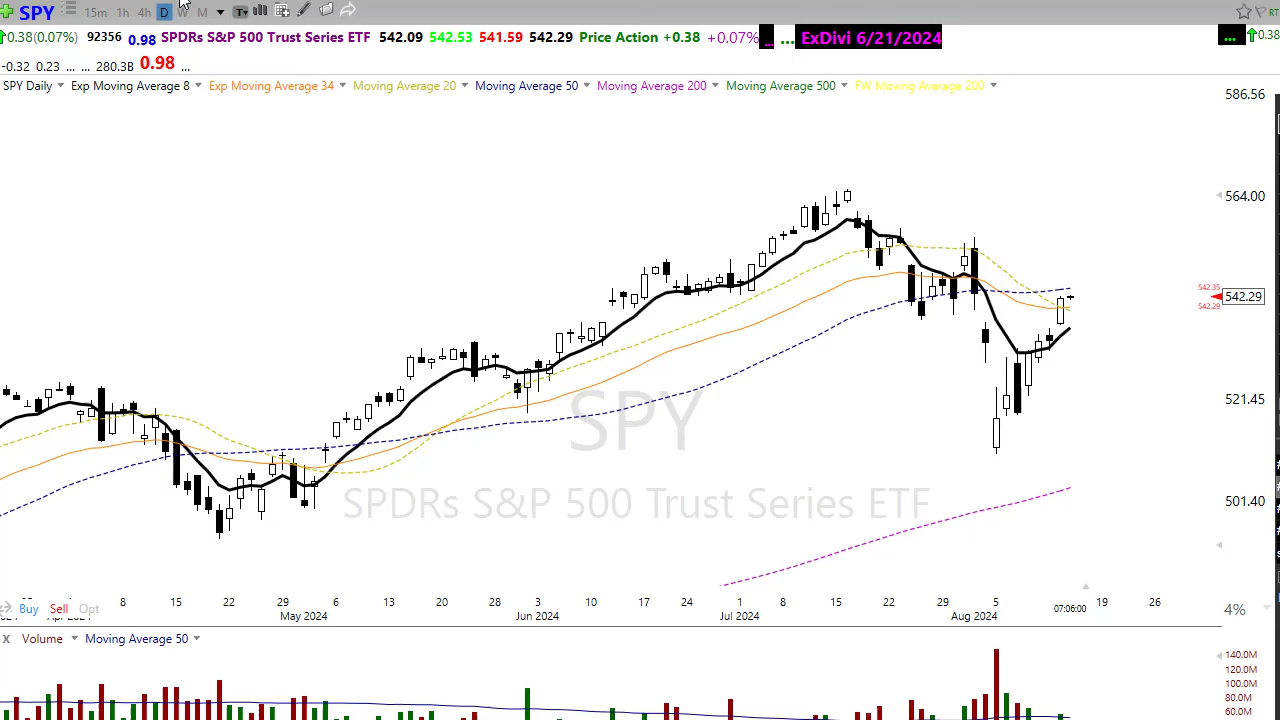 SPY 15m 1h 4h D W M T RT
0.38(0.07%) 92356 0.98 SPDRs S&P 500 Trust Series ETF 542.09 542.53 541.59 542.29 Price Action +0.38 +0.07% ... ... ExDivi 6/21/2024 ... 0.38
-0.32 0.23 ... ... 280.3B 0.98 ...
SPY Daily Exp Moving Average 8 Exp Moving Average 34 Moving Average 20 Moving Average 50 Moving Average 200 Moving Average 500 FW Moving Average 200
586.56
564.00
542.35
542.29
542.29
521.45
501.40
SPY
SPDRs S&P 500 Trust Series ETF
8 15 22 29 6 13 20 28 3 10 17 24 1 8 15 22 29 5 07:06:00 19 26
Buy Sell Opt
May 2024 Jun 2024 Jul 2024 Aug 2024
4%
x Volume Moving Average 50
140.0M
120.0M
100.0M
80.0M
60.0M